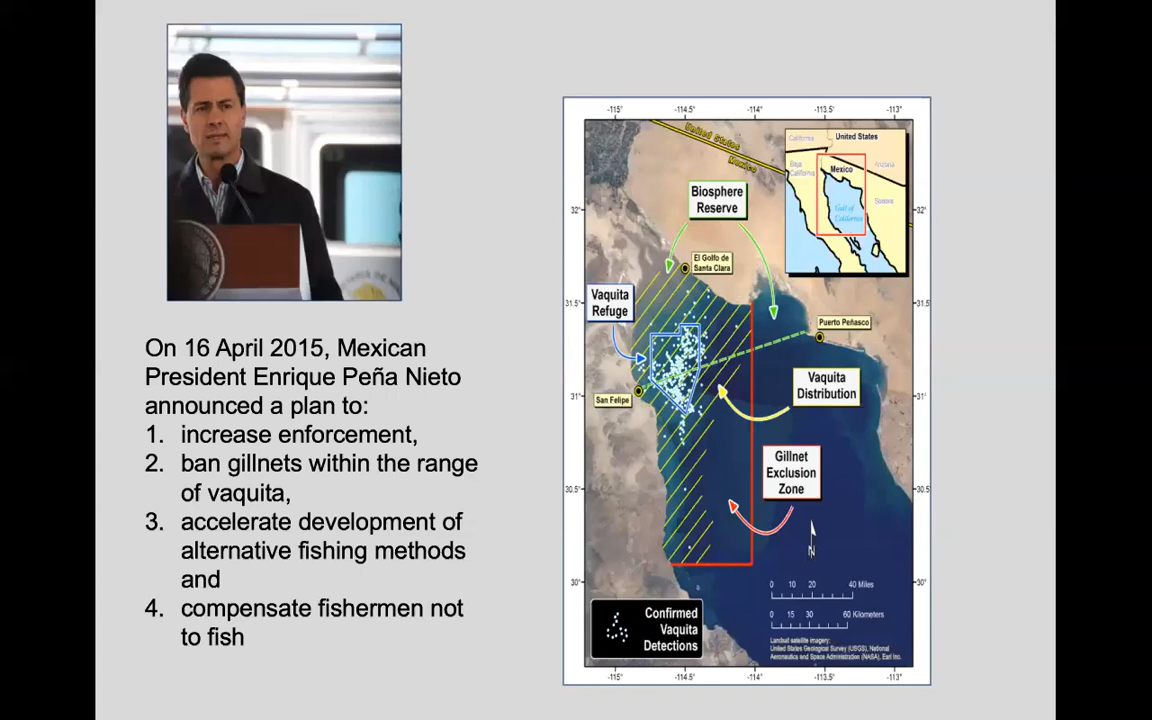 On 16 April 2015, Mexican
President Enrique Peña Nieto
announced a plan to:
1. increase enforcement,
2. ban gillnets within the range
of vaquita,
3. accelerate development of
alternative fishing methods
and
4. compensate fishermen not
to fish
-115° -114.5° -114° -113.5° -113°
United States
Mexico
California
United States
Baja
California
Mexico
Arizona
Sonora
Gulf of
California
32°
32°
Biosphere
Reserve
El Golfo de
Santa Clara
Vaquita
Refuge
31.5°
31.5°
Puerto Peñasco
San Felipe
Vaquita
Distribution
31°
31°
Gillnet
Exclusion
Zone
30.5°
30.5°
N
30°
30°
0 10 20 40 Miles
0 15 30 60 Kilometers
Confirmed
Vaquita
Detections
Landsat satellite imagery:
United States Geological Survey (USGS), National
Aeronautics and Space Administration (NASA), Esri Inc.
-115° -114.5° -114° -113.5° -113°